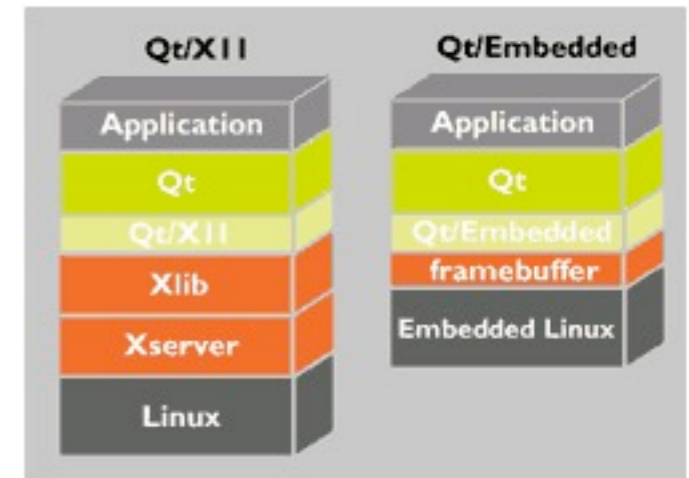 Qt/X11
Application
Qt
Qt/X11
Xlib
Xserver
Linux
Qt/Embedded
Application
Qt
Qt/Embedded
framebuffer
Embedded Linux